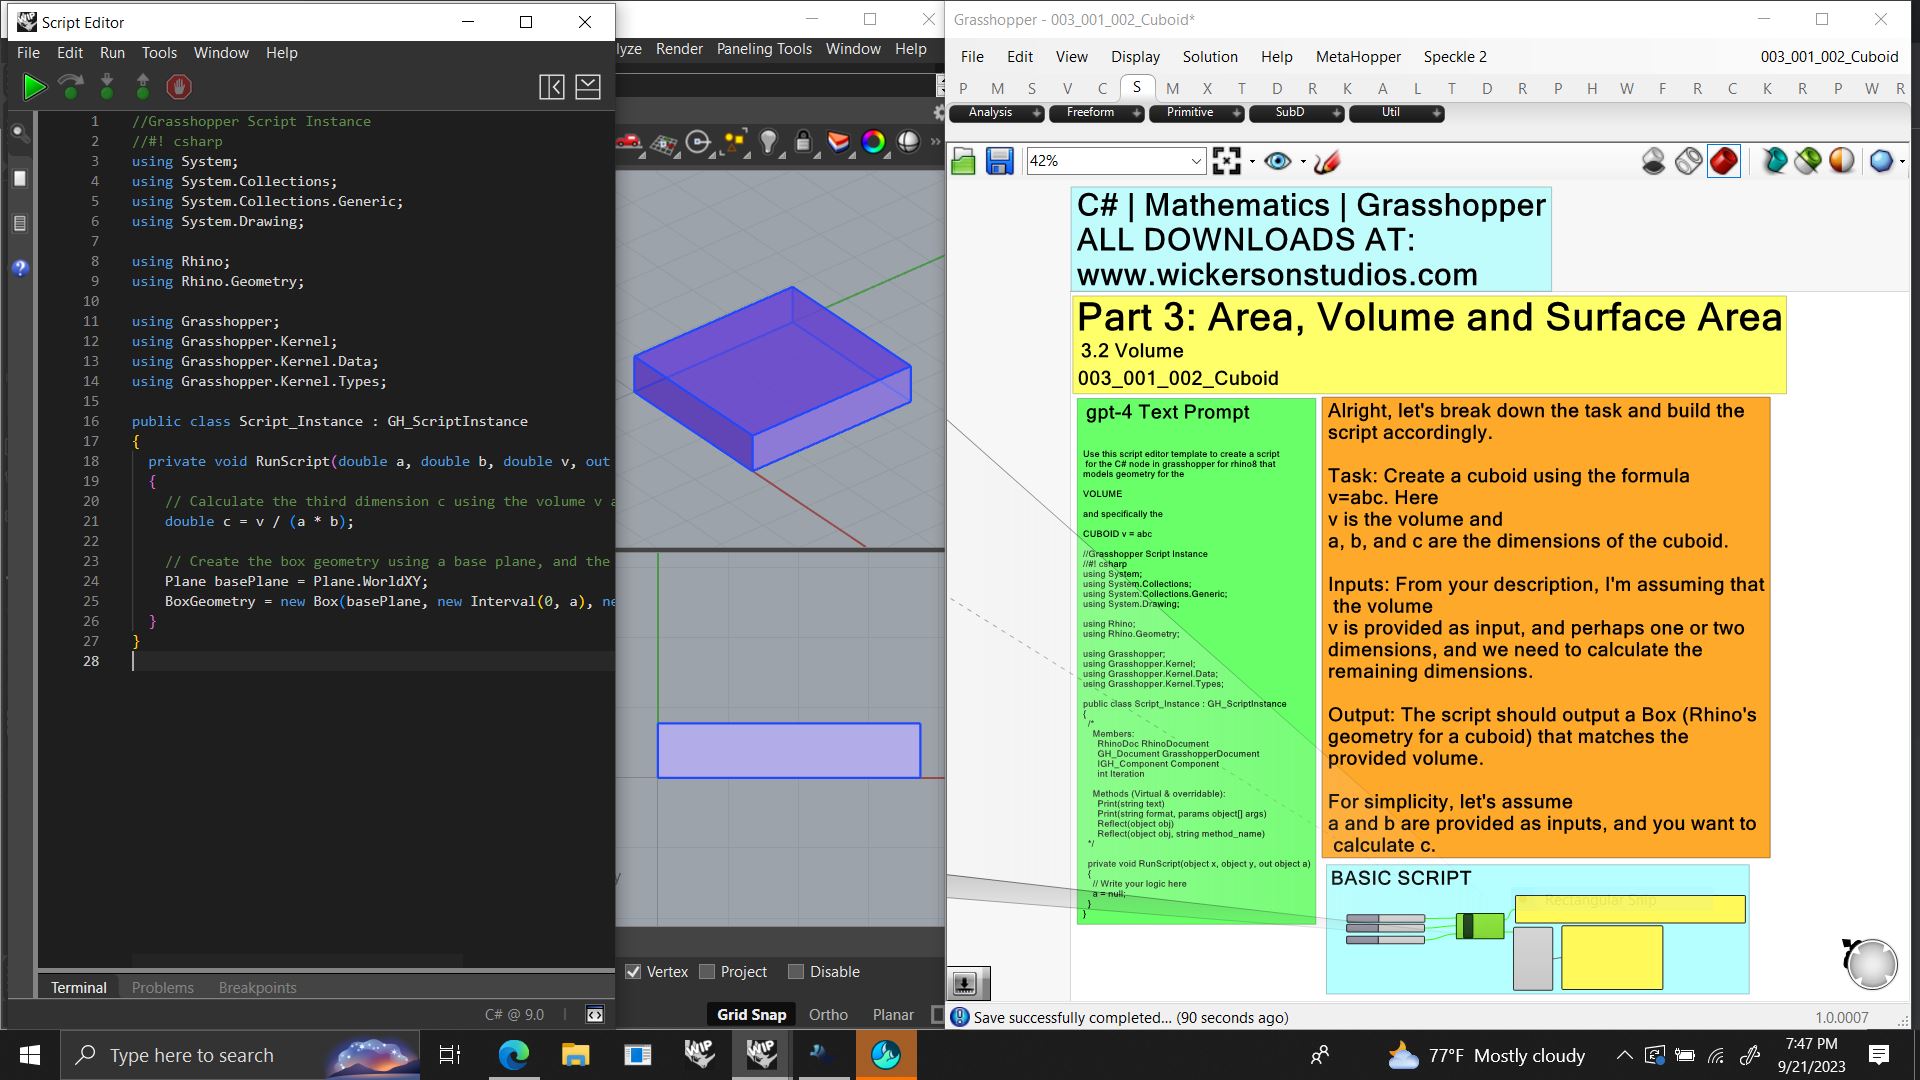 Script Editor
File Edit Run Tools Window Help
1 //Grasshopper Script Instance
2 //#! csharp
3 using System;
4 using System.Collections;
5 using System.Collections.Generic;
6 using System.Drawing;
7
8 using Rhino;
9 using Rhino.Geometry;
10
11 using Grasshopper;
12 using Grasshopper.Kernel;
13 using Grasshopper.Kernel.Data;
14 using Grasshopper.Kernel.Types;
15
16 public class Script_Instance : GH_ScriptInstance
17 {
18 private void RunScript(double a, double b, double v, out
19 {
20 // Calculate the third dimension c using the volume v a
21 double c = v / (a * b);
22
23 // Create the box geometry using a base plane, and the
24 Plane basePlane = Plane.WorldXY;
25 BoxGeometry = new Box(basePlane, new Interval(0, a), ne
26 }
27 }
28
Terminal Problems Breakpoints
C# @ 9.0
lyze Render Paneling Tools Window Help
y
Vertex Project Disable
Grid Snap Ortho Planar
Grasshopper - 003_001_002_Cuboid*
File Edit View Display Solution Help MetaHopper Speckle 2 003_001_002_Cuboid
P M S V C S M X T D R K A L T D R P H W F R C K R P W R
Analysis Freeform Primitive SubD Util
42%
C# | Mathematics | Grasshopper
ALL DOWNLOADS AT:
www.wickersonstudios.com
Part 3: Area, Volume and Surface Area
3.2 Volume
003_001_002_Cuboid
gpt-4 Text Prompt
Use this script editor template to create a script
for the C# node in grasshopper for rhino8 that
models geometry for the
VOLUME
and specifically the
CUBOID v = abc
//Grasshopper Script Instance
//#! csharp
using System;
using System.Collections;
using System.Collections.Generic;
using System.Drawing;
using Rhino;
using Rhino.Geometry;
using Grasshopper;
using Grasshopper.Kernel;
using Grasshopper.Kernel.Data;
using Grasshopper.Kernel.Types;
public class Script_Instance : GH_ScriptInstance
{
/*
Members:
RhinoDoc RhinoDocument
GH_Document GrasshopperDocument
IGH_Component Component
int Iteration
Methods (Virtual & overridable):
Print(string text)
Print(string format, params object[] args)
Reflect(object obj)
Reflect(object obj, string method_name)
*/
private void RunScript(object x, object y, out object a)
{
// Write your logic here
a = null;
}
}
Alright, let's break down the task and build the
script accordingly.
Task: Create a cuboid using the formula
v=abc. Here
v is the volume and
a, b, and c are the dimensions of the cuboid.
Inputs: From your description, I'm assuming that
the volume
v is provided as input, and perhaps one or two
dimensions, and we need to calculate the
remaining dimensions.
Output: The script should output a Box (Rhino's
geometry for a cuboid) that matches the
provided volume.
For simplicity, let's assume
a and b are provided as inputs, and you want to
calculate c.
BASIC SCRIPT
Rectangular Snip
Save successfully completed... (90 seconds ago)
1.0.0007
Type here to search
WIP
WIP
77°F Mostly cloudy
7:47 PM
9/21/2023